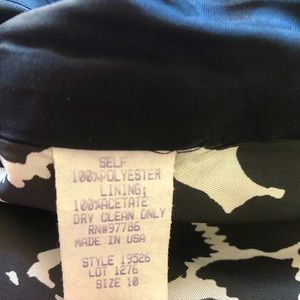 SELF
100%POLYESTER
LINING:
100%ACETATE
DRY CLEAN ONLY
RN#97786
MADE IN USA
STYLE 19526
LOT 1276
SIZE 10